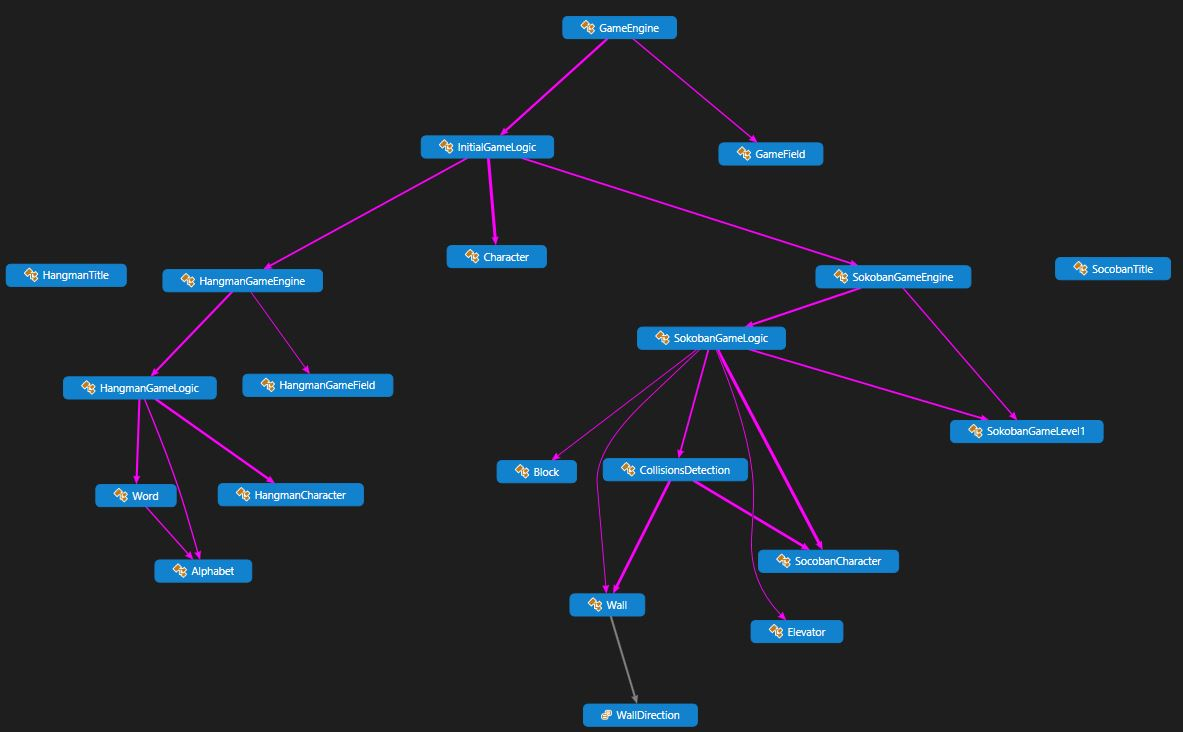 GameEngine
InitialGameLogic
GameField
Character
HangmanTitle
HangmanGameEngine
SokobanGameEngine
SocobanTitle
SokobanGameLogic
HangmanGameLogic
HangmanGameField
SokobanGameLevel1
Block
CollisionsDetection
Word
HangmanCharacter
SocobanCharacter
Alphabet
Wall
Elevator
WallDirection